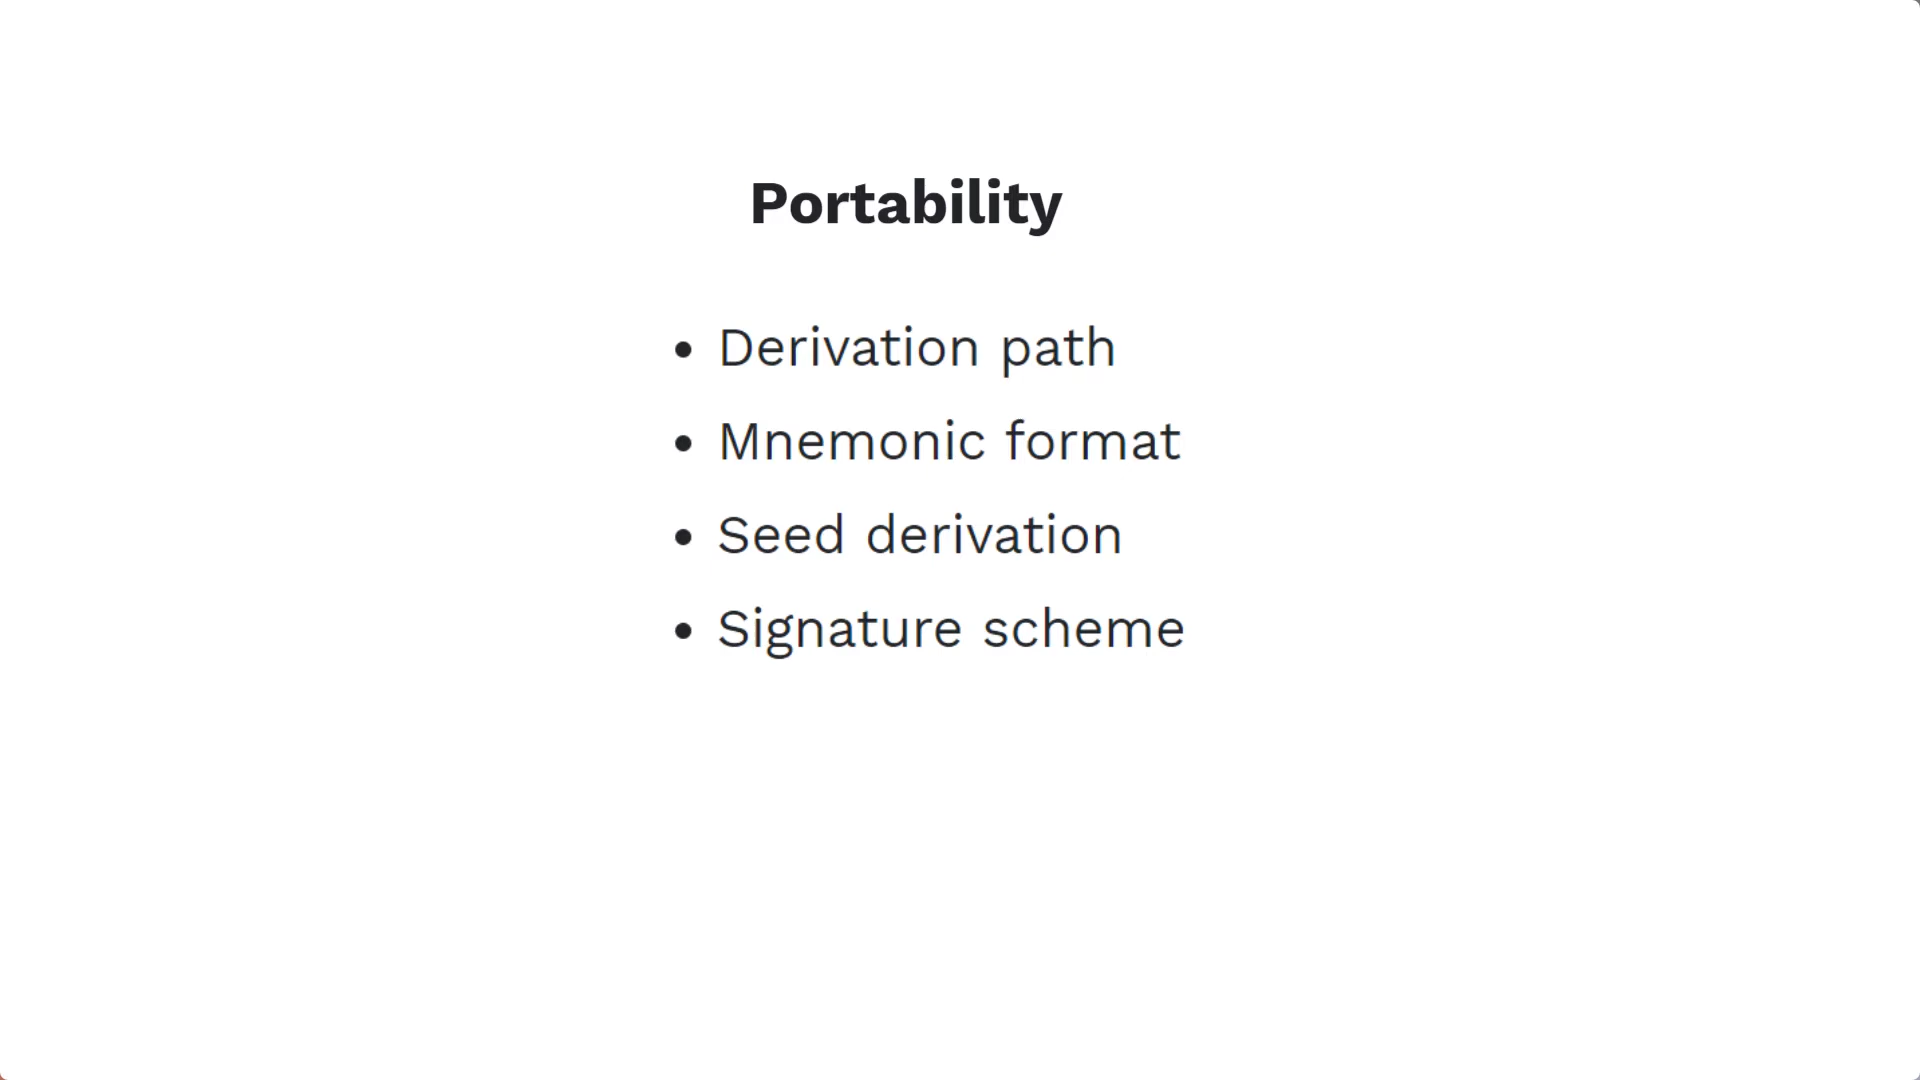 Portability
• Derivation path
• Mnemonic format
• Seed derivation
• Signature scheme